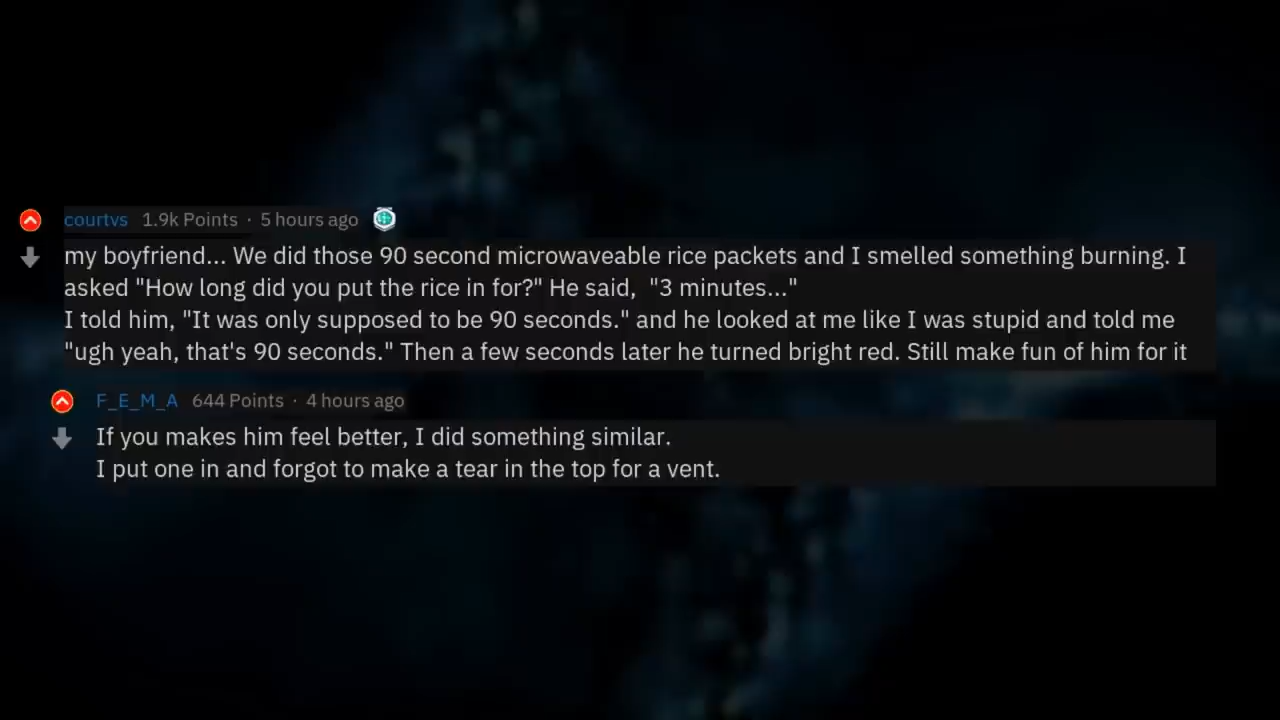 courtvs 1.9k Points · 5 hours ago
my boyfriend... We did those 90 second microwaveable rice packets and I smelled something burning. I
asked "How long did you put the rice in for?" He said,  "3 minutes..."
I told him, "It was only supposed to be 90 seconds." and he looked at me like I was stupid and told me
"ugh yeah, that's 90 seconds." Then a few seconds later he turned bright red. Still make fun of him for it
F_E_M_A 644 Points · 4 hours ago
If you makes him feel better, I did something similar.
I put one in and forgot to make a tear in the top for a vent.